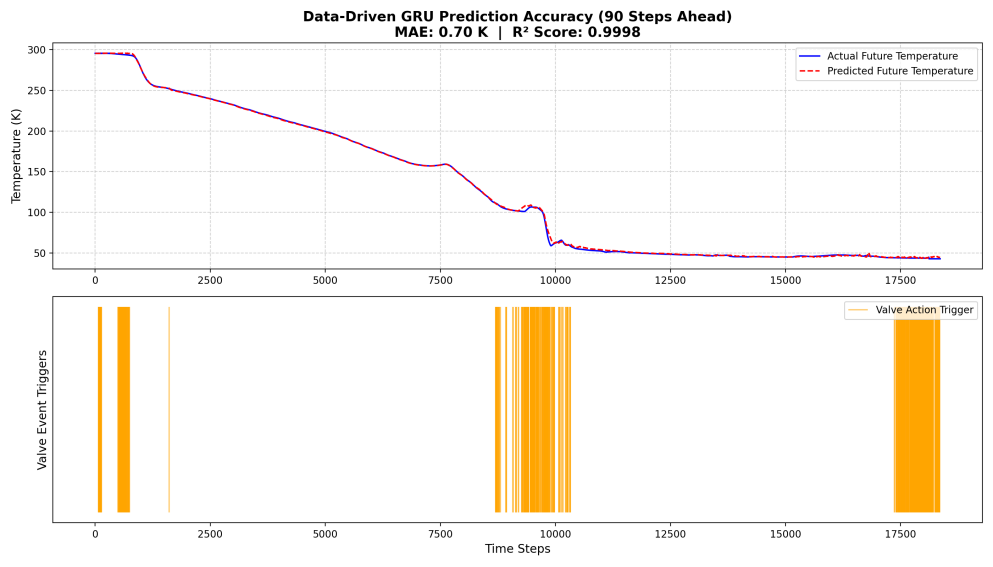 Data-Driven GRU Prediction Accuracy (90 Steps Ahead)
MAE: 0.70 K | R² Score: 0.9998
Temperature (K)
300
250
200
150
100
50
Actual Future Temperature
Predicted Future Temperature
0 2500 5000 7500 10000 12500 15000 17500
Valve Event Triggers
Valve Action Trigger
0 2500 5000 7500 10000 12500 15000 17500
Time Steps